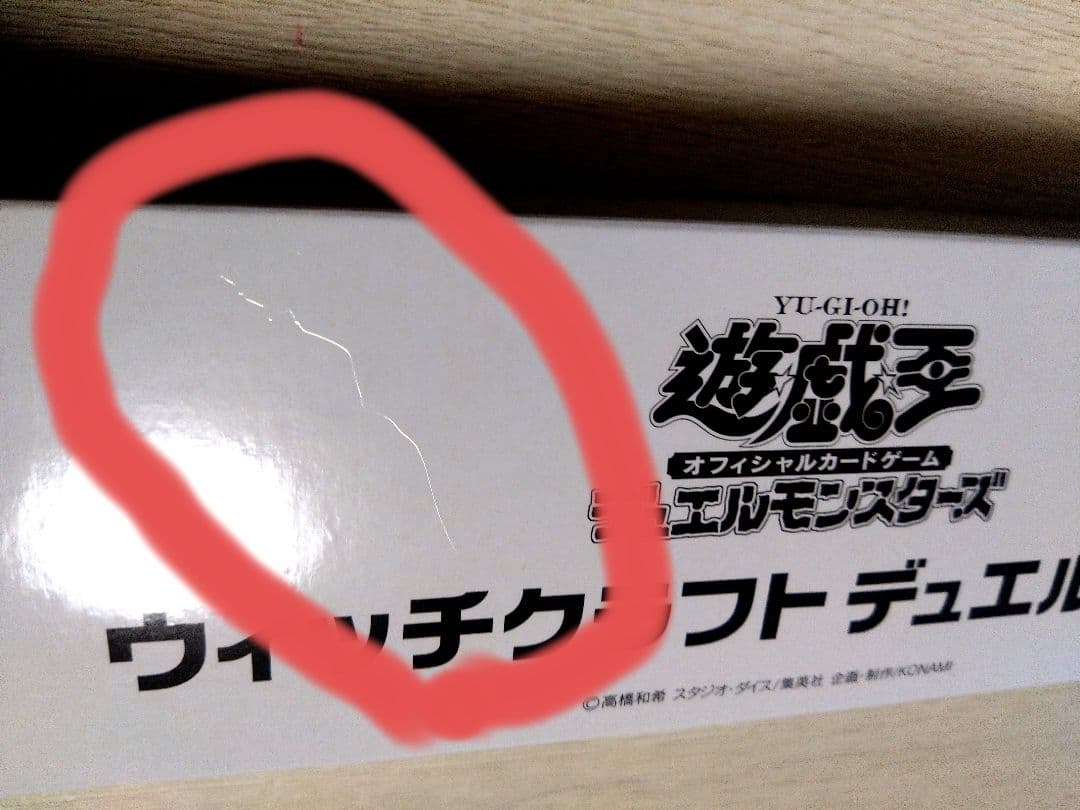 YU-GI-OH!
遊戯王
オフィシャルカードゲーム
デュエルモンスターズ
ウィッチクラフト デュエル
©高橋和希 スタジオ・ダイス/集英社 企画・制作/KONAMI